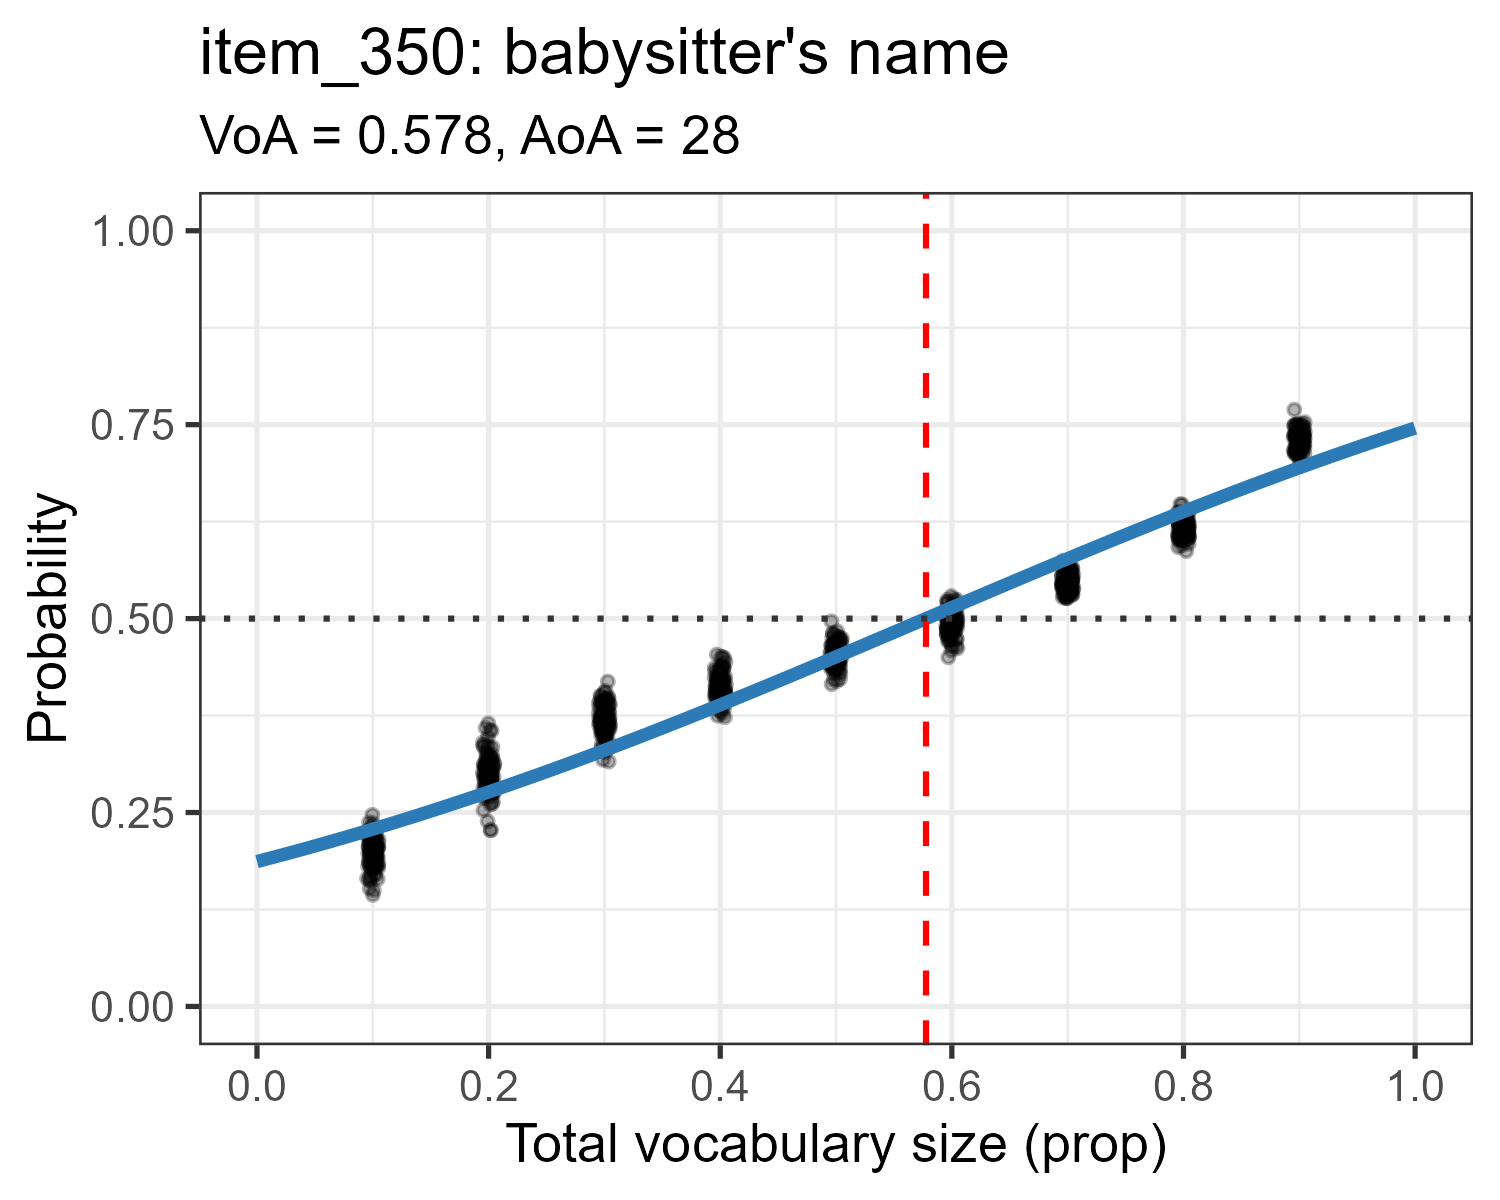 item_350: babysitter's name
VoA = 0.578, AoA = 28
1.00
0.75
0.50
0.25
0.00
Probability
0.0 0.2 0.4 0.6 0.8 1.0
Total vocabulary size (prop)